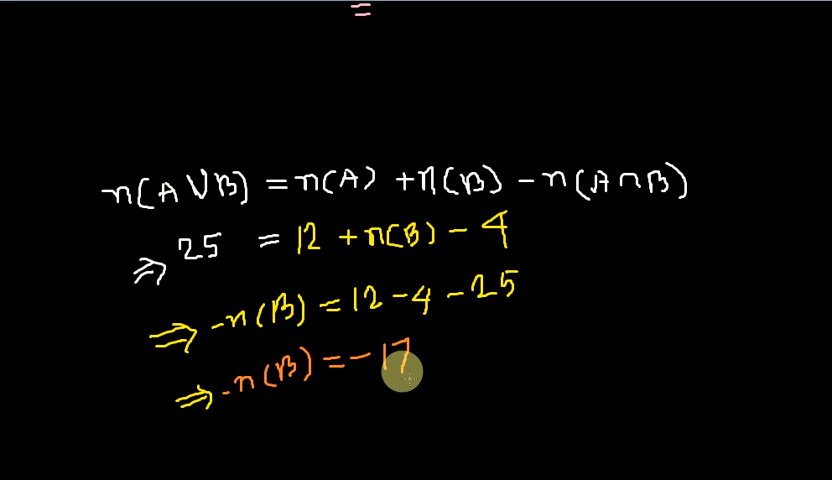 =
n(A∪B) = n(A) + n(B) - n(A∩B)
⇒ 25 = 12 + n(B) - 4
⇒ -n(B) = 12 - 4 - 25
⇒ -n(B) = -17